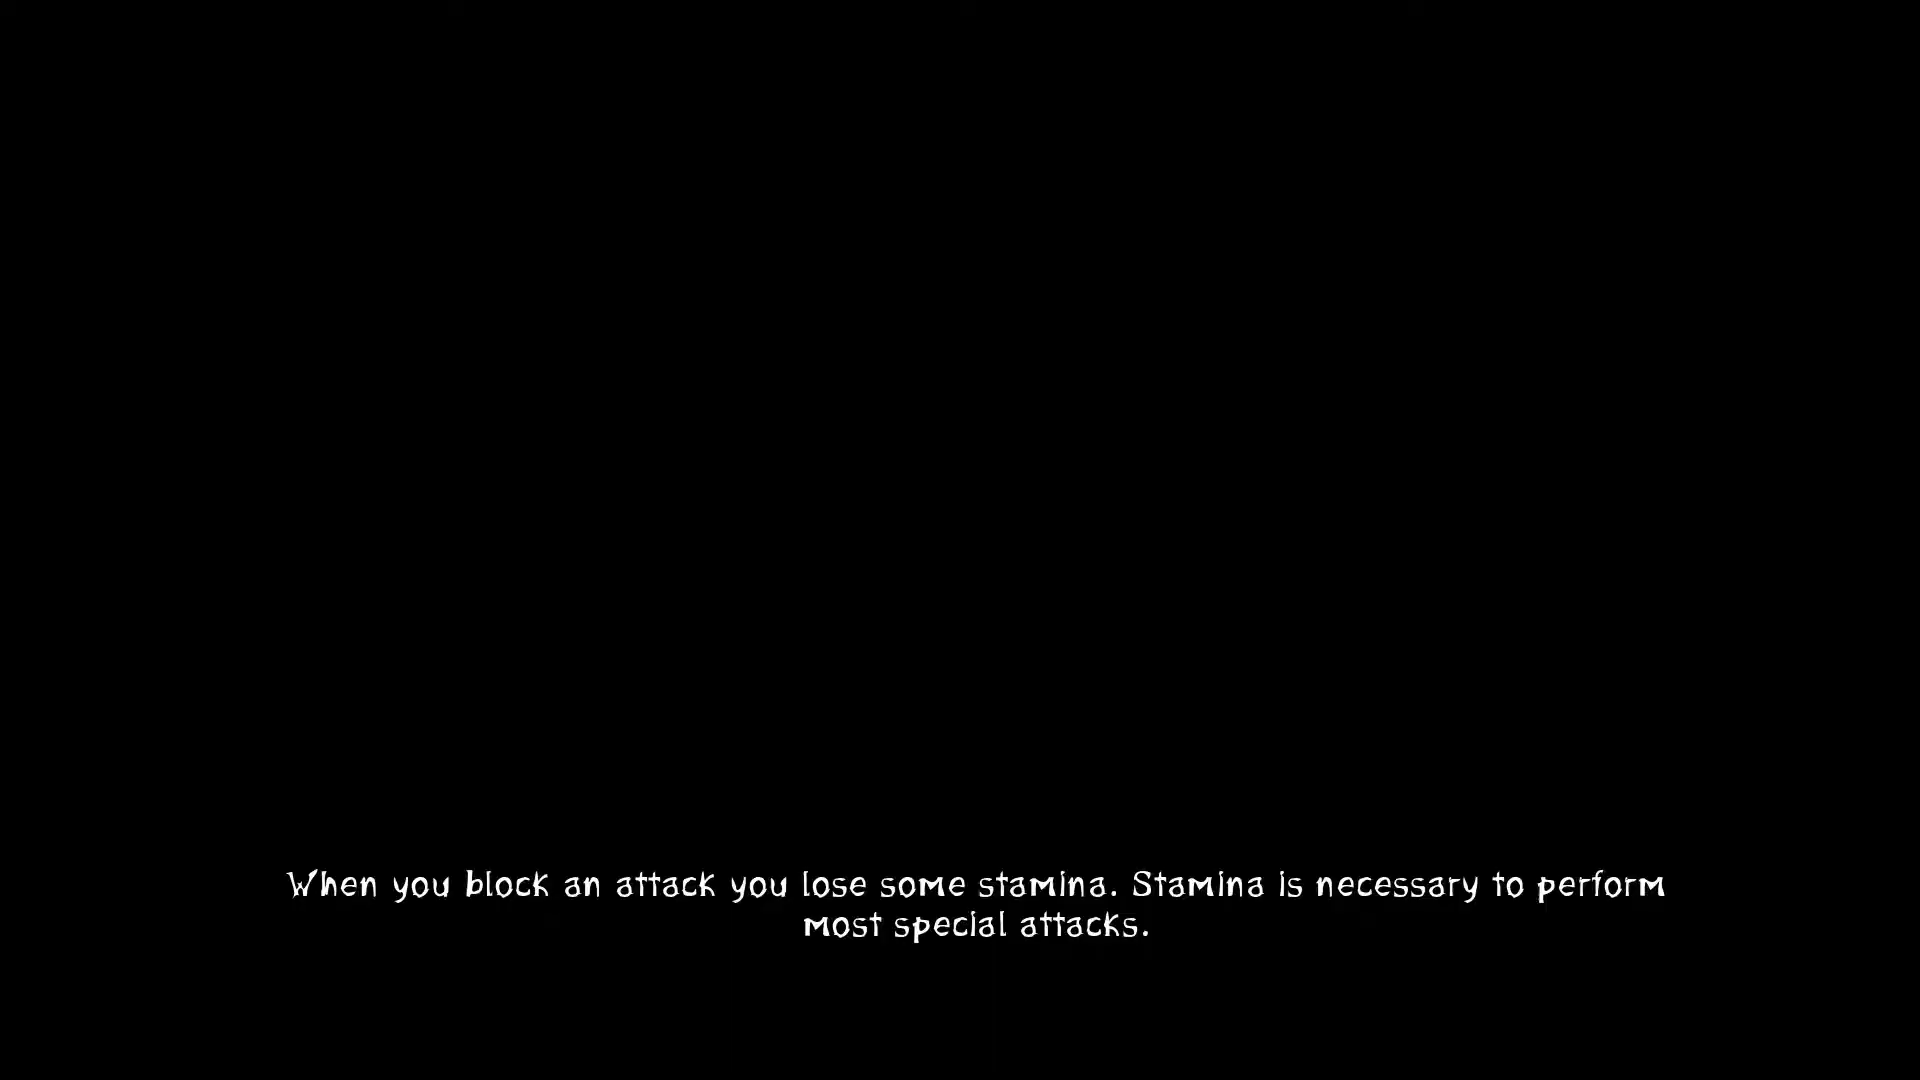 When you block an attack you lose some stamina. Stamina is necessary to perform
most special attacks.